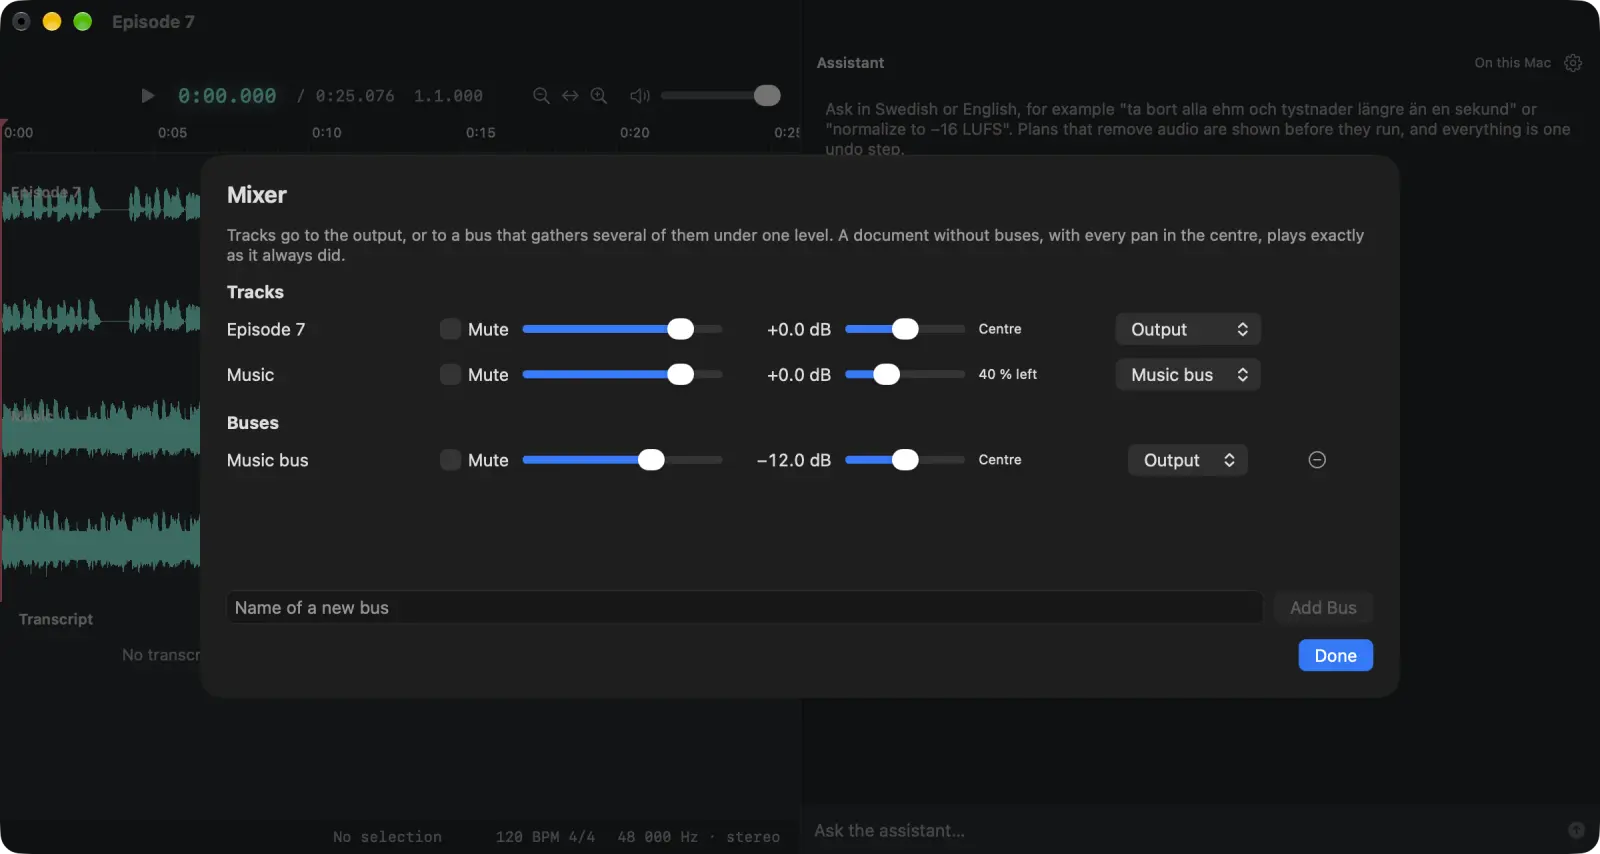 Episode 7
0:00.000 / 0:25.076 1.1.000
0:00 0:05 0:10 0:15 0:20
Episode 7
Transcript
No transcr
No selection 120 BPM 4/4 48 000 Hz · stereo
Assistant
On this Mac
Ask in Swedish or English, for example "ta bort alla ehm och tystnader längre än en sekund" or
"normalize to −16 LUFS". Plans that remove audio are shown before they run, and everything is one
undo step.
Mixer
Tracks go to the output, or to a bus that gathers several of them under one level. A document without buses, with every pan in the centre, plays exactly
as it always did.
Tracks
Episode 7 Mute +0.0 dB Centre Output
Music Mute +0.0 dB 40 % left Music bus
Buses
Music bus Mute −12.0 dB Centre Output
Name of a new bus Add Bus
Done
Ask the assistant...